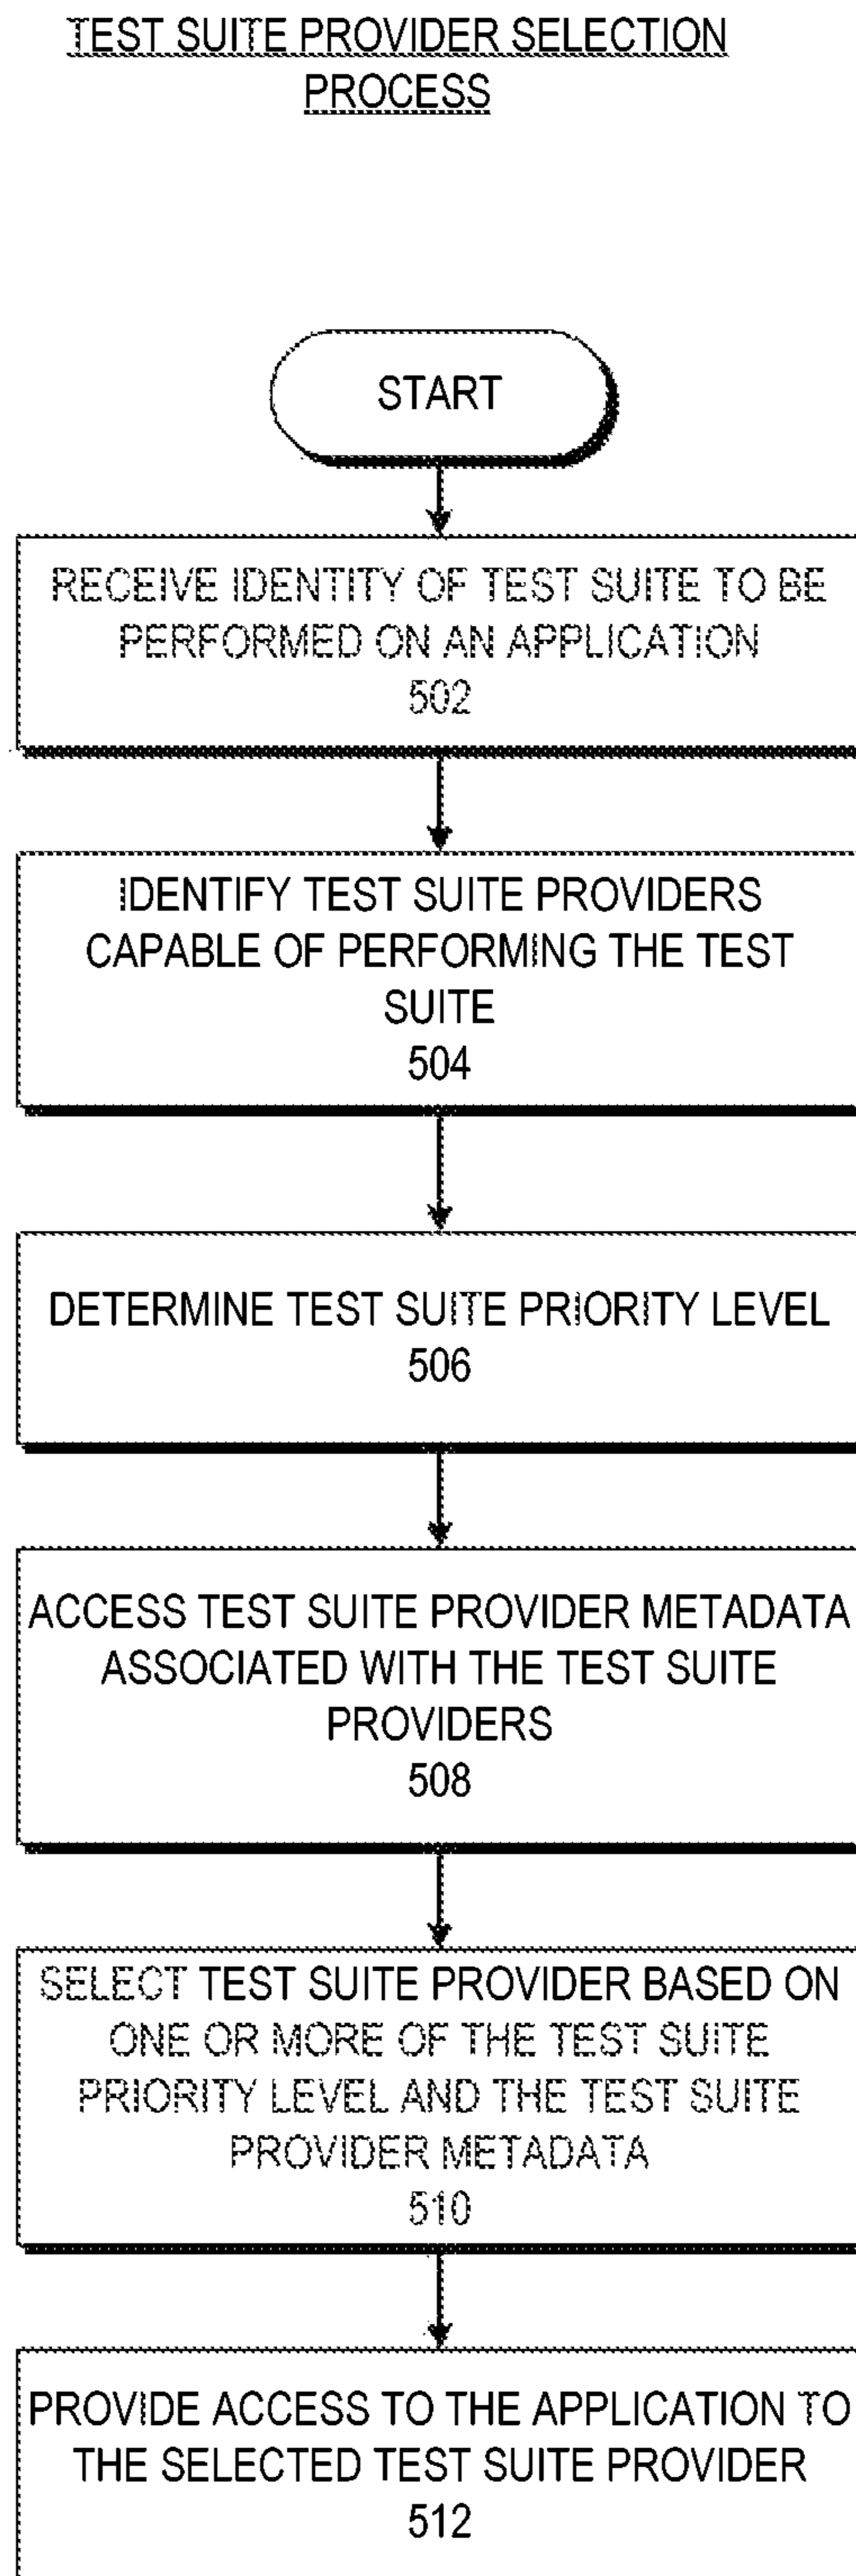 TEST SUITE PROVIDER SELECTION
PROCESS
START
RECEIVE IDENTITY OF TEST SUITE TO BE
PERFORMED ON AN APPLICATION
502
IDENTIFY TEST SUITE PROVIDERS
CAPABLE OF PERFORMING THE TEST
SUITE
504
DETERMINE TEST SUITE PRIORITY LEVEL
506
ACCESS TEST SUITE PROVIDER METADATA
ASSOCIATED WITH THE TEST SUITE
PROVIDERS
508
SELECT TEST SUITE PROVIDER BASED ON
ONE OR MORE OF THE TEST SUITE
PRIORITY LEVEL AND THE TEST SUITE
PROVIDER METADATA
510
PROVIDE ACCESS TO THE APPLICATION TO
THE SELECTED TEST SUITE PROVIDER
512